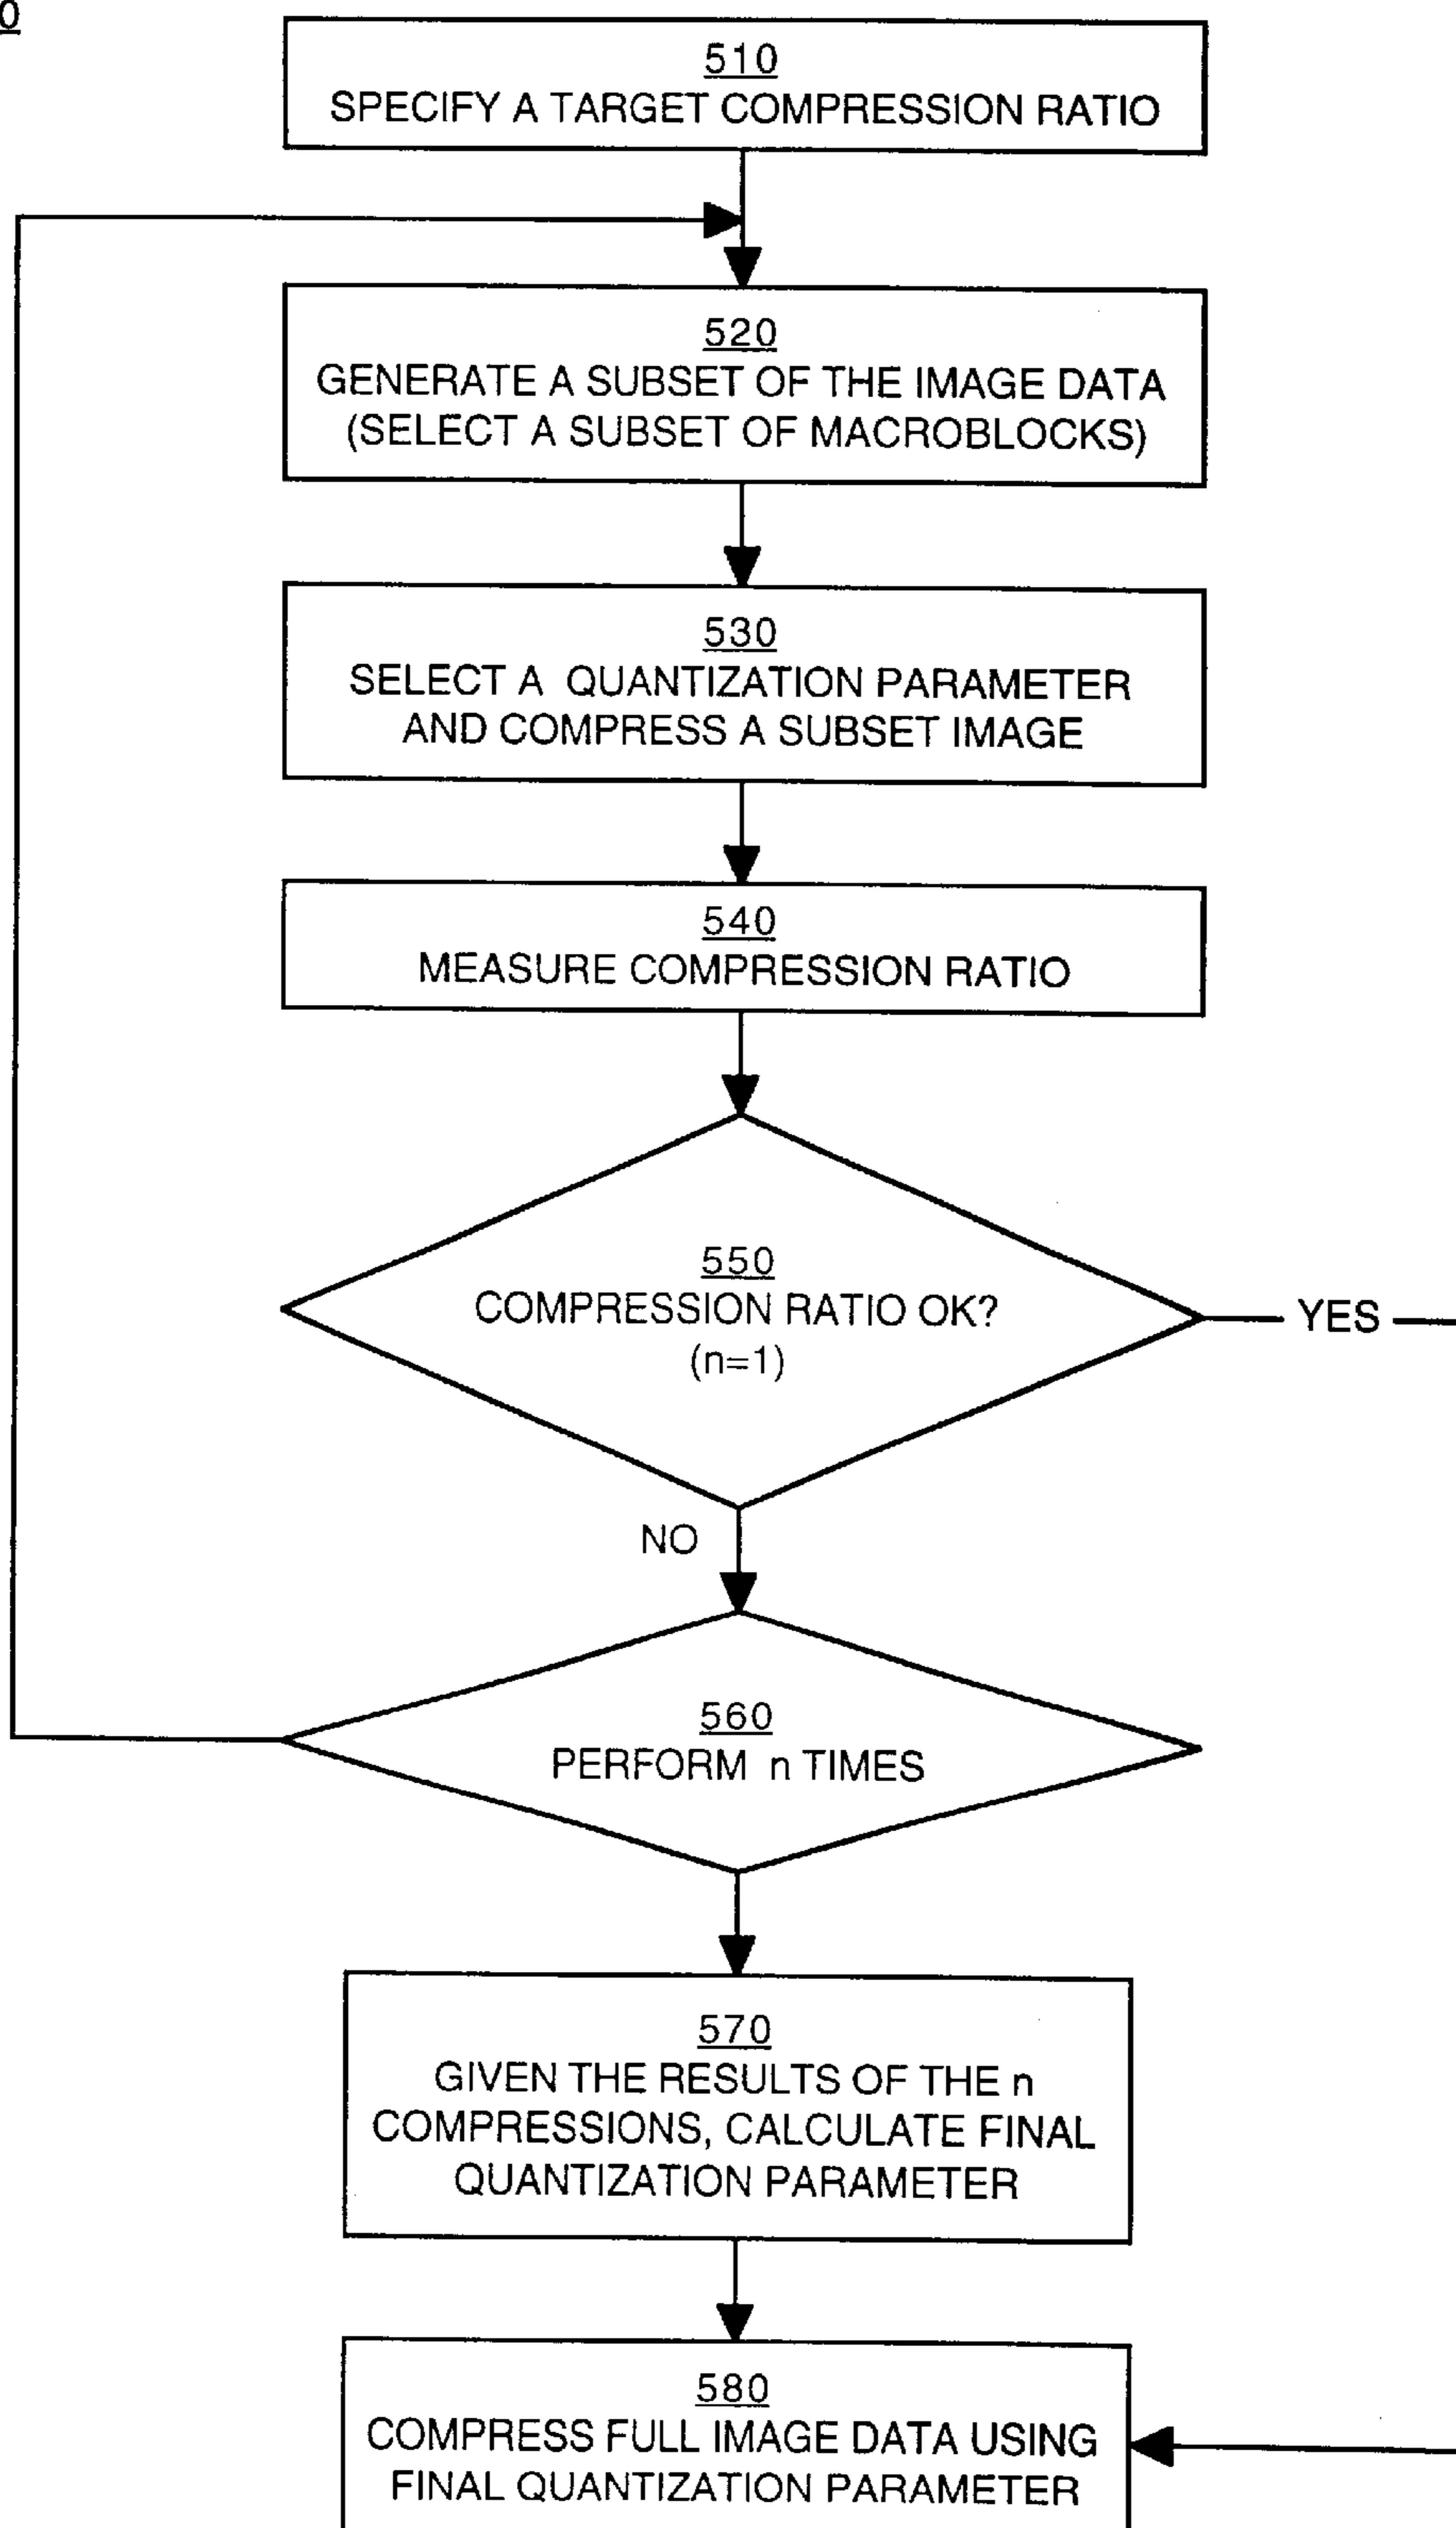 0
510
SPECIFY A TARGET COMPRESSION RATIO
520
GENERATE A SUBSET OF THE IMAGE DATA
(SELECT A SUBSET OF MACROBLOCKS)
530
SELECT A QUANTIZATION PARAMETER
AND COMPRESS A SUBSET IMAGE
540
MEASURE COMPRESSION RATIO
550
COMPRESSION RATIO OK?
(n=1)
YES
NO
560
PERFORM n TIMES
570
GIVEN THE RESULTS OF THE n
COMPRESSIONS, CALCULATE FINAL
QUANTIZATION PARAMETER
580
COMPRESS FULL IMAGE DATA USING
FINAL QUANTIZATION PARAMETER